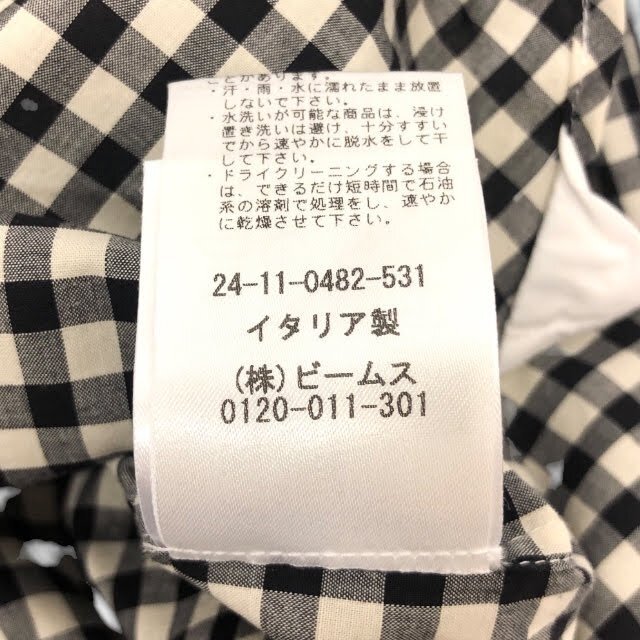 とがあります。
・汗・雨・水に濡れたまま放置
しないで下さい。
・水洗いが可能な商品は、浸け
置き洗いは避け、十分すすい
でから速やかに脱水をして干
して下さい。
・ドライクリーニングする場合
は、できるだけ短時間で石油
系の溶剤で処理をし、速やか
に乾燥させて下さい。
24-11-0482-531
イタリア製
(株)ビームス
0120-011-301